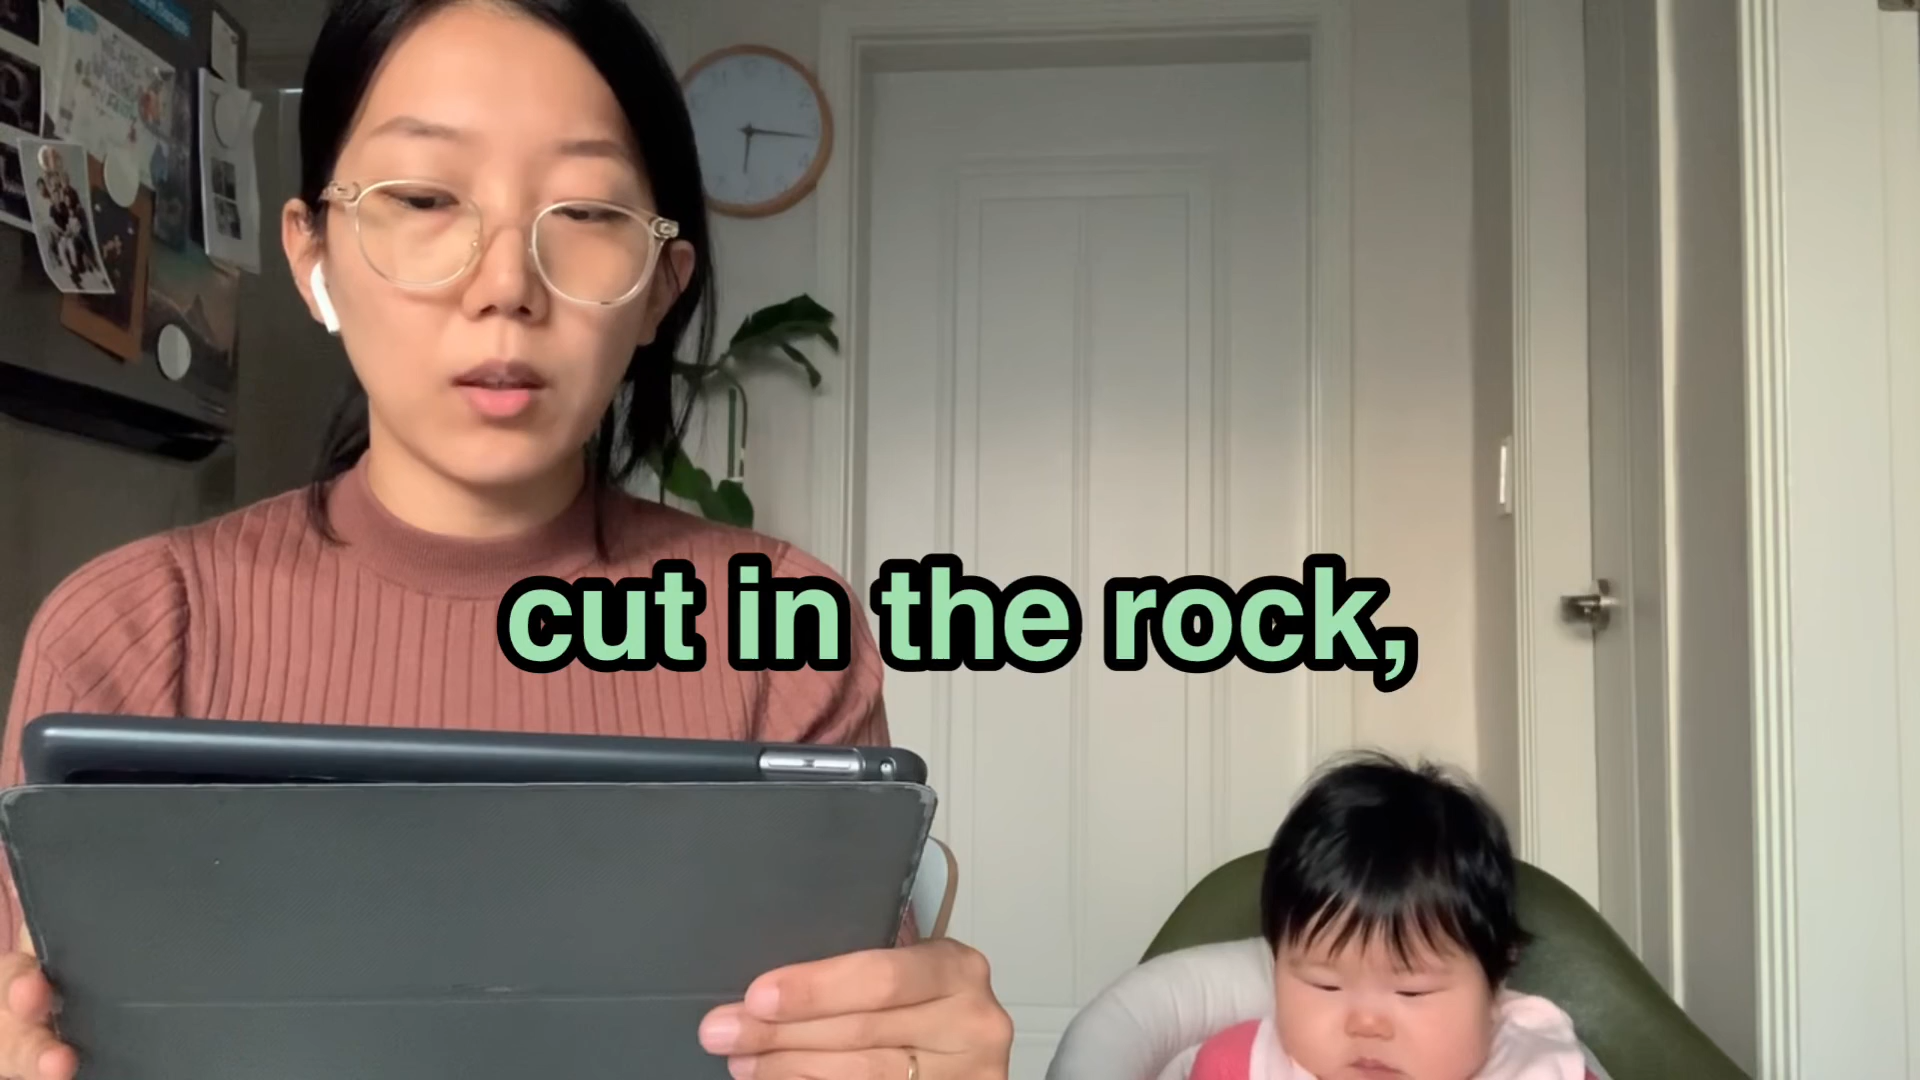 cut in the rock,